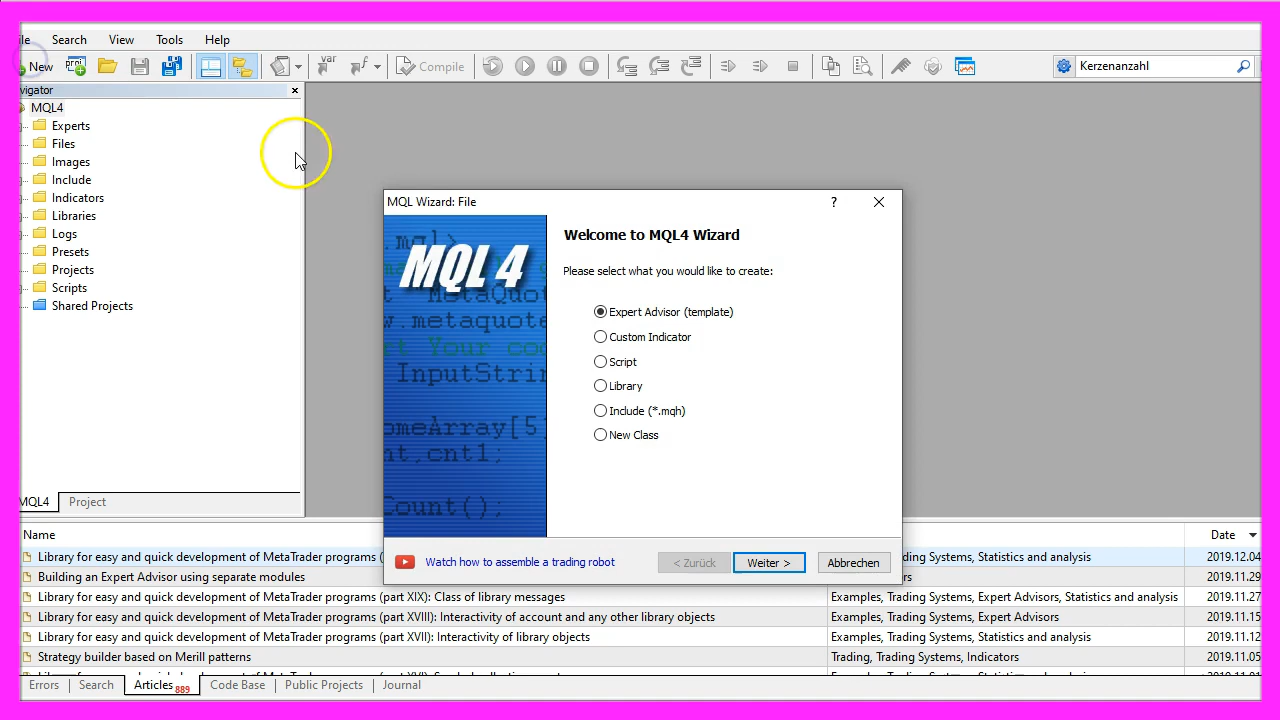 ile Search View Tools Help
New Compile Kerzenanzahl
vigator
MQL4
Experts
Files
Images
Include
Indicators
Libraries
Logs
Presets
Projects
Scripts
Shared Projects
MQL4 Project
MQL Wizard: File
MQL 4
Welcome to MQL4 Wizard
Please select what you would like to create:
Expert Advisor (template)
Custom Indicator
Script
Library
Include (*.mqh)
New Class
Watch how to assemble a trading robot
< Zurück Weiter > Abbrechen
Name Date
Library for easy and quick development of MetaTrader programs ( ding Systems, Statistics and analysis 2019.12.04
Building an Expert Advisor using separate modules ors 2019.11.29
Library for easy and quick development of MetaTrader programs (part XIX): Class of library messages Examples, Trading Systems, Expert Advisors, Statistics and analysis 2019.11.27
Library for easy and quick development of MetaTrader programs (part XVIII): Interactivity of account and any other library objects Examples, Trading Systems, Expert Advisors 2019.11.15
Library for easy and quick development of MetaTrader programs (part XVII): Interactivity of library objects Examples, Trading Systems, Statistics and analysis 2019.11.12
Strategy builder based on Merill patterns Trading, Trading Systems, Indicators 2019.11.05
Errors Search Articles 889 Code Base Public Projects Journal